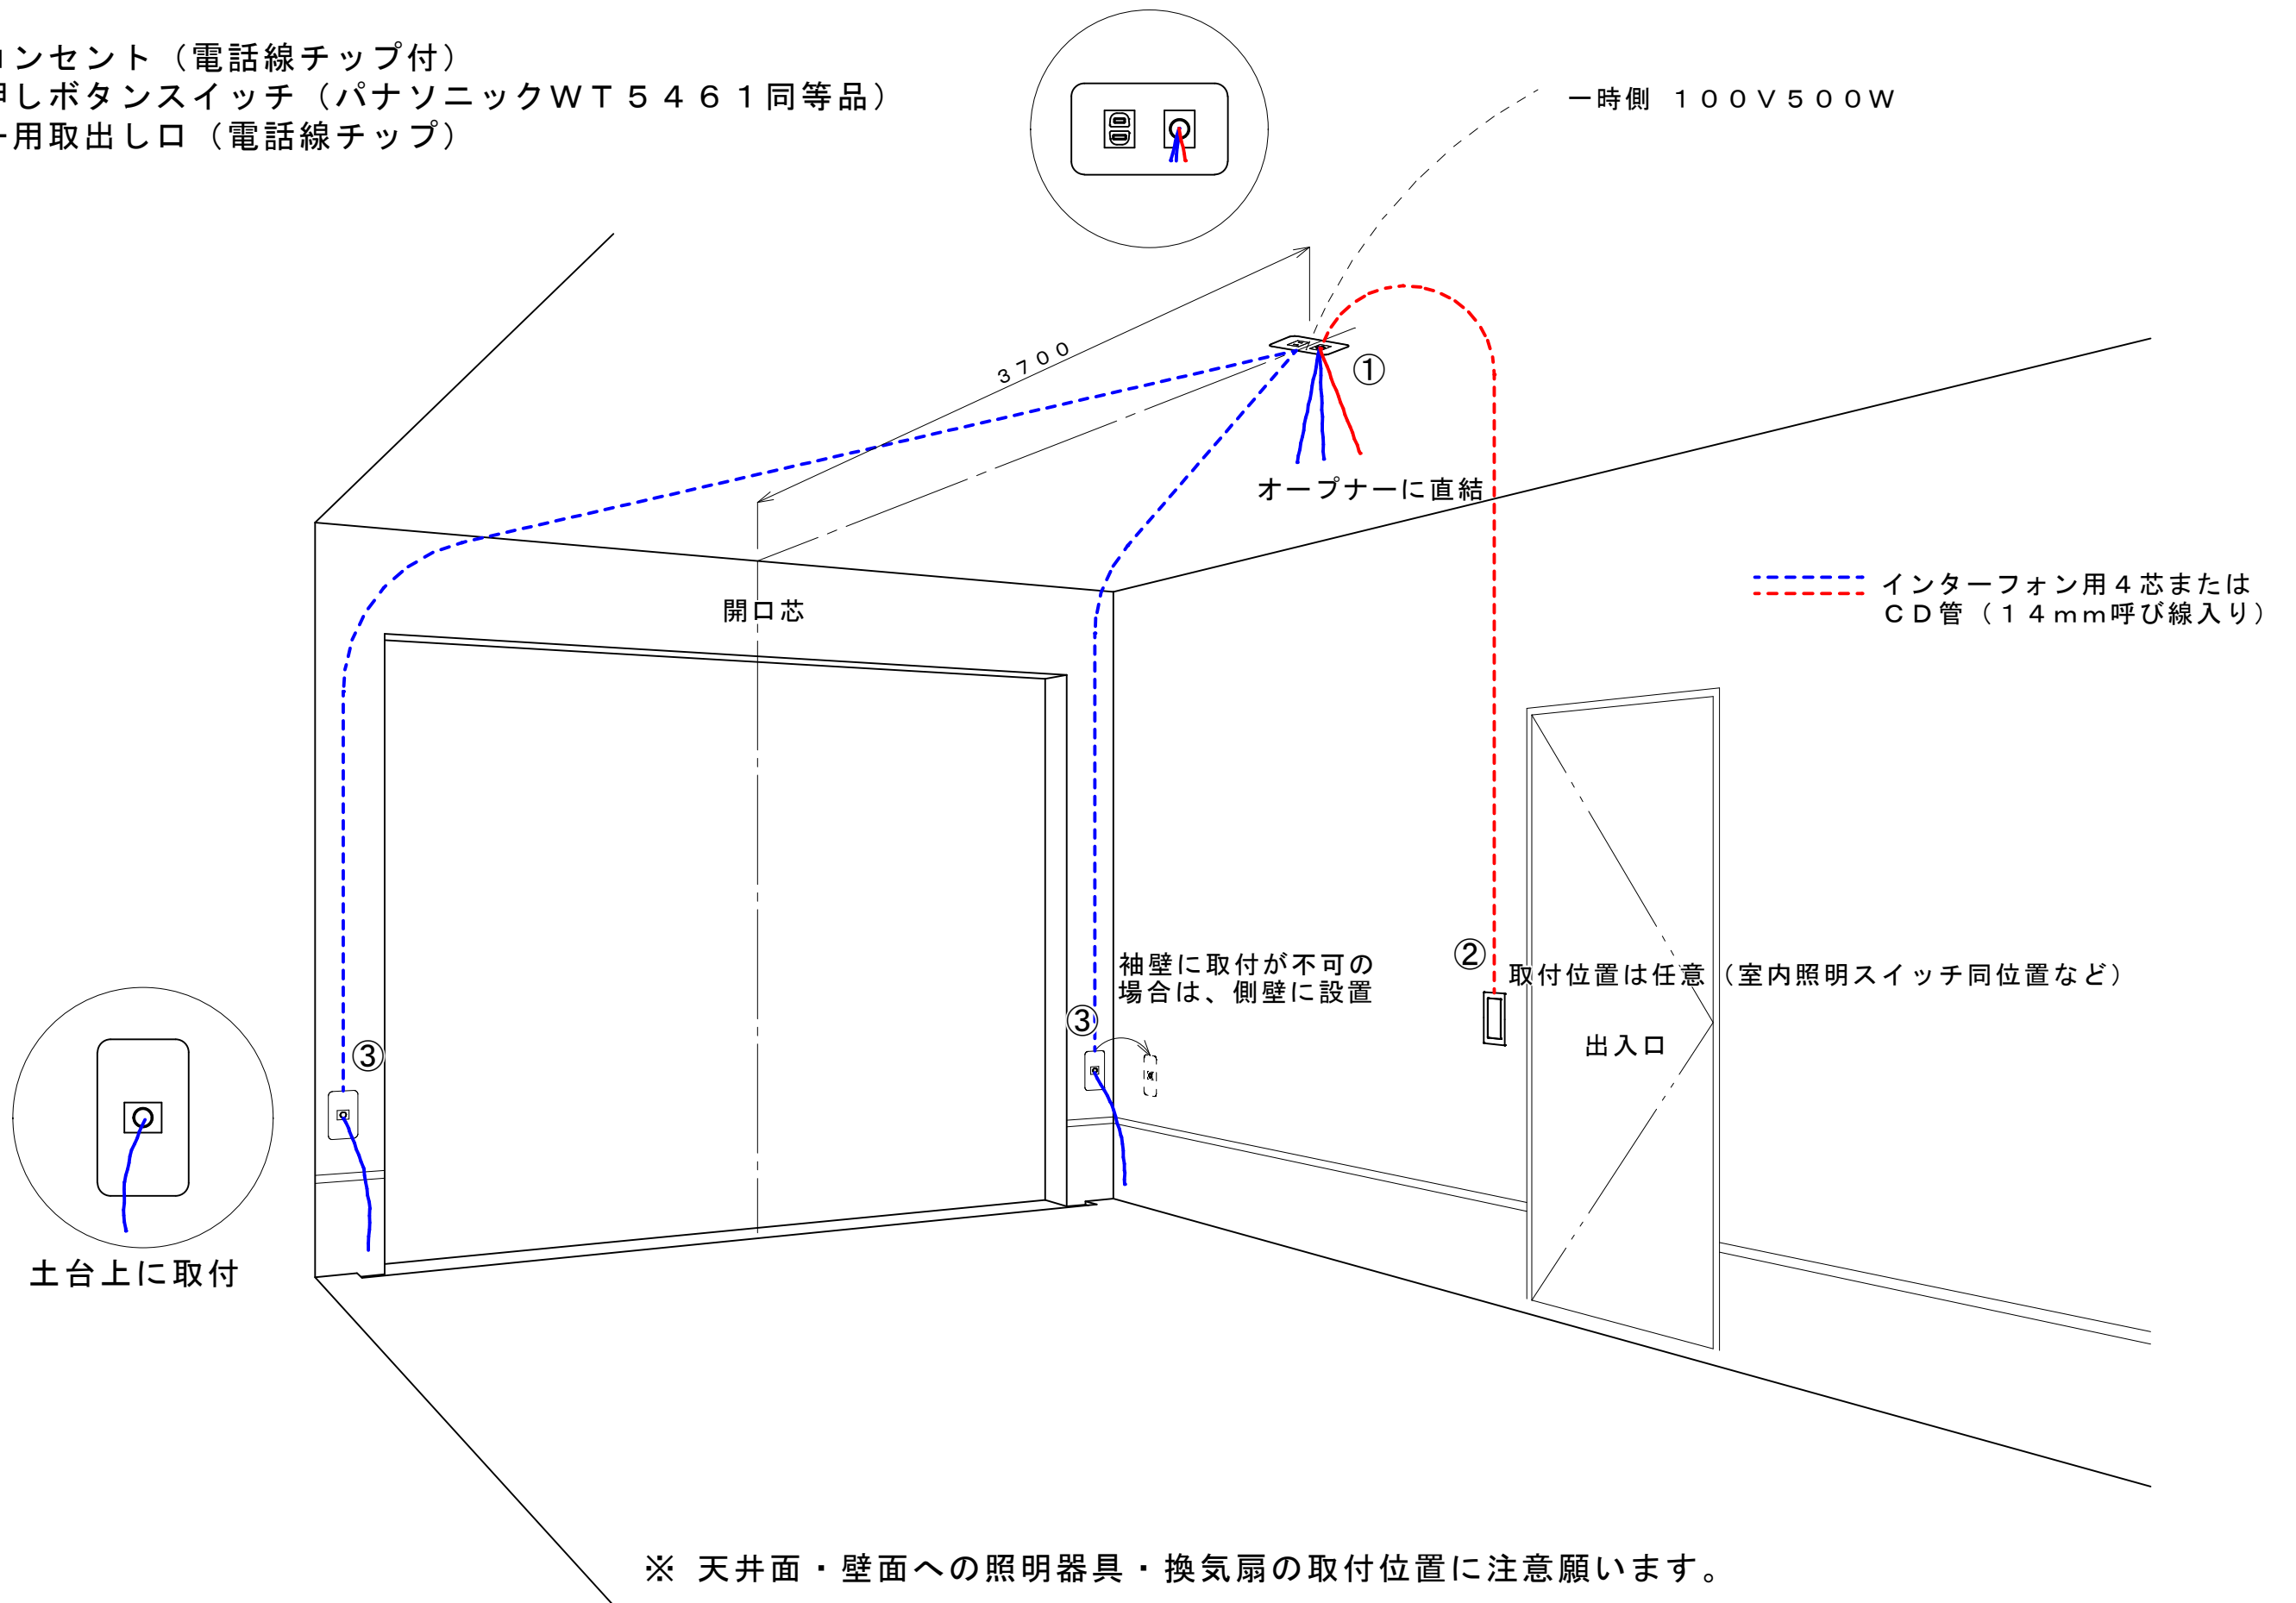 コンセント（電話線チップ付）
押しボタンスイッチ（パナソニックＷＴ５４６１同等品）
ー用取出し口（電話線チップ）
一時側 １００Ｖ５００Ｗ
３７００
①
オープナーに直結
インターフォン用４芯または
ＣＤ管（１４ｍｍ呼び線入り）
開口芯
袖壁に取付が不可の
場合は、側壁に設置
②
取付位置は任意（室内照明スイッチ同位置など）
③
③
出入口
土台上に取付
※ 天井面・壁面への照明器具・換気扇の取付位置に注意願います。